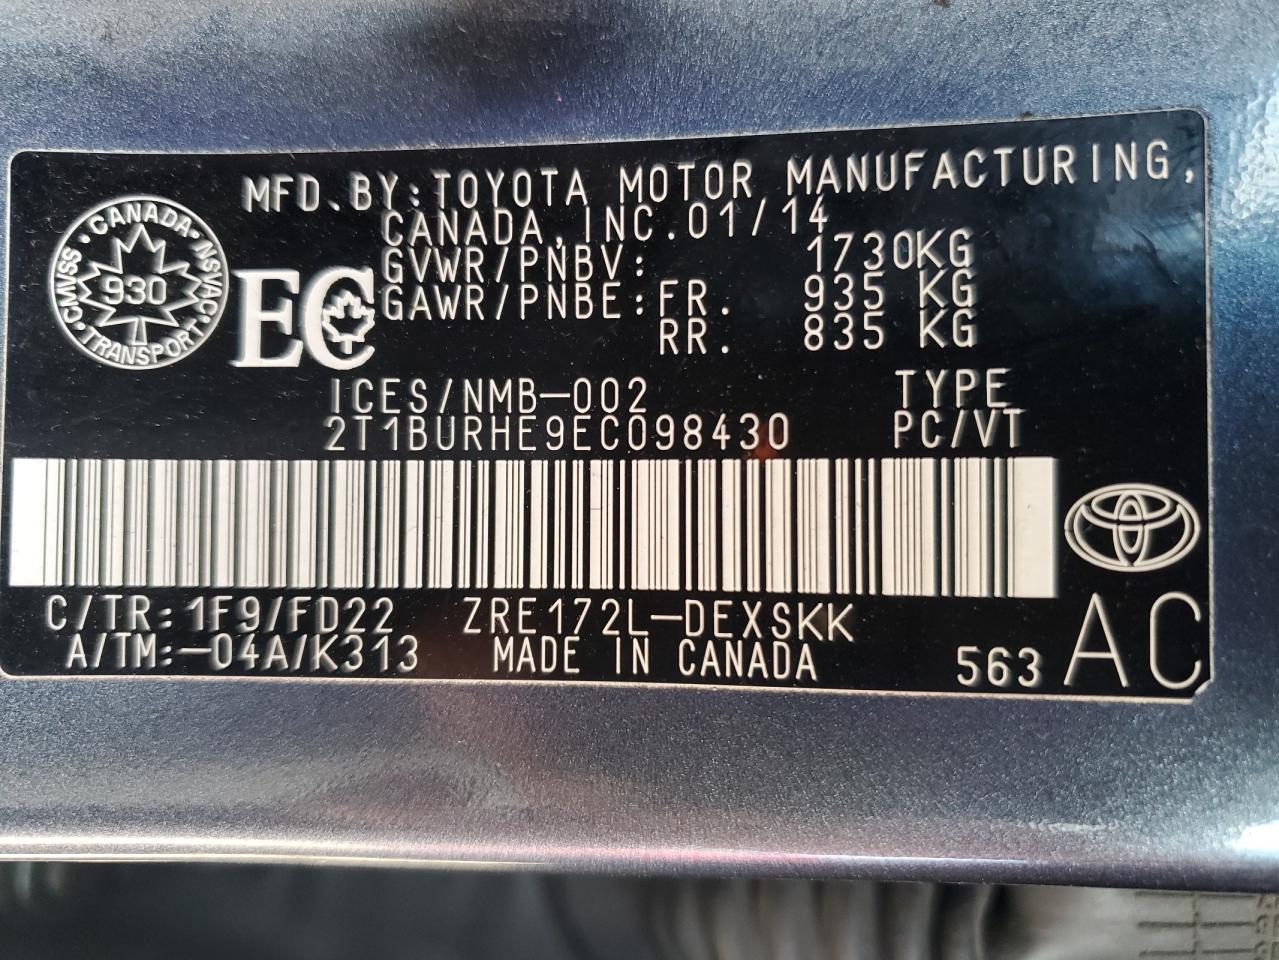 MFD.BY:TOYOTA MOTOR MANUFACTURING,
CANADA,INC.01/14
GVWR/PNBV: 1730KG
GAWR/PNBE:FR. 935 KG
RR. 835 KG
CANADA
CMVSS 930 NSVAC
TRANSPORT
EC
ICES/NMB-002 TYPE
2T1BURHE9EC098430 PC/VT
C/TR:1F9/FD22 ZRE172L-DEXSKK
A/TM:-04A/K313 MADE IN CANADA 563 AC